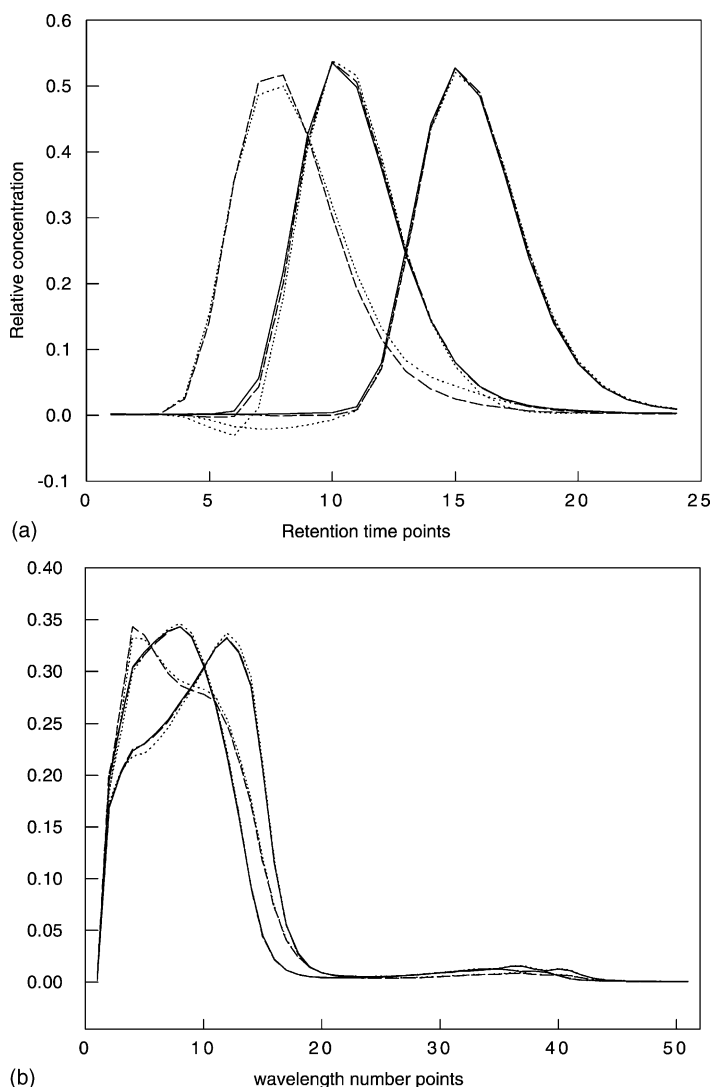 0.6
0.5
0.4
0.3
0.2
0.1
0.0
-0.1
Relative concentration
0 5 10 15 20 25
Retention time points
(a)
0.40
0.35
0.30
0.25
0.20
0.15
0.10
0.05
0.00
0 10 20 30 40 50
wavelength number points
(b)